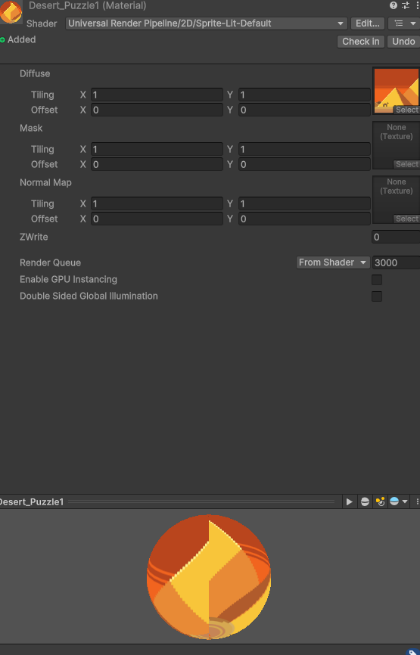 Desert_Puzzle1 (Material)
Shader Universal Render Pipeline/2D/Sprite-Lit-Default Edit...
Added Check In Undo
Diffuse
Tiling X 1 Y 1
Offset X 0 Y 0 Select
Mask None (Texture)
Tiling X 1 Y 1
Offset X 0 Y 0 Select
Normal Map None (Texture)
Tiling X 1 Y 1
Offset X 0 Y 0 Select
ZWrite 0
Render Queue From Shader 3000
Enable GPU Instancing
Double Sided Global Illumination
Desert_Puzzle1